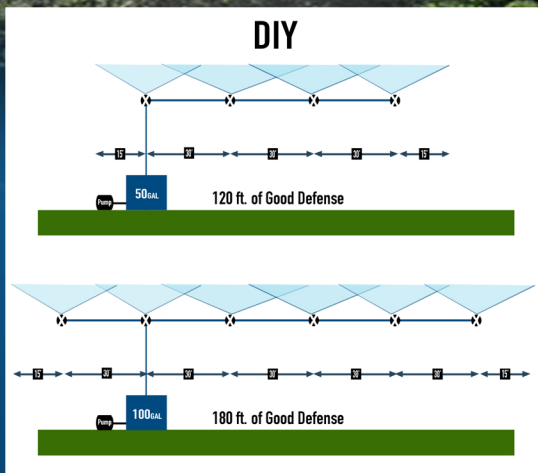 DIY
15' 30' 30' 30' 15'
50GAL
Pump
120 ft. of Good Defense
15' 30' 30' 30' 30' 30' 15'
100GAL
Pump
180 ft. of Good Defense